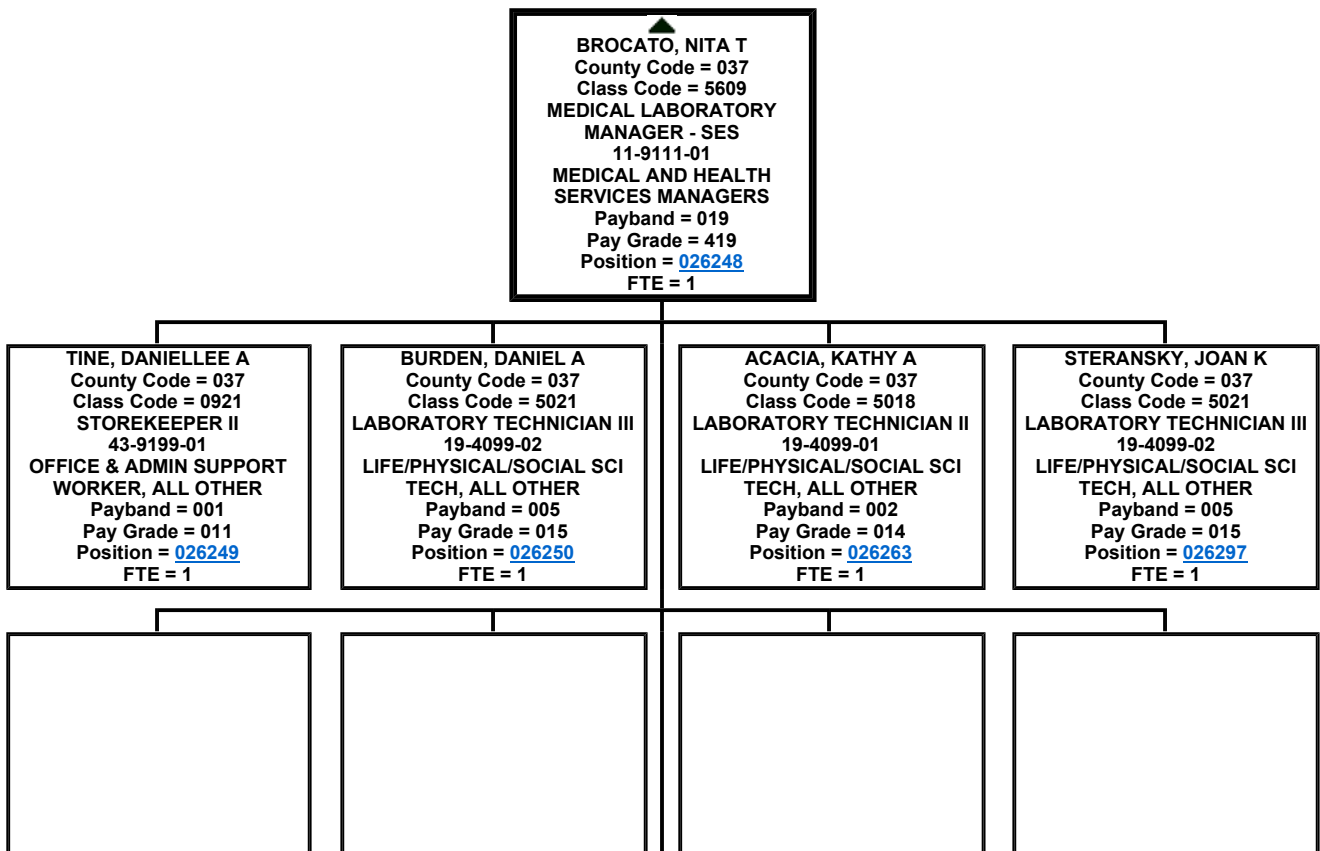 BROCATO, NITA T
County Code = 037
Class Code = 5609
MEDICAL LABORATORY
MANAGER - SES
11-9111-01
MEDICAL AND HEALTH
SERVICES MANAGERS
Payband = 019
Pay Grade = 419
Position = 026248
FTE = 1
TINE, DANIELLEE A
County Code = 037
Class Code = 0921
STOREKEEPER II
43-9199-01
OFFICE & ADMIN SUPPORT
WORKER, ALL OTHER
Payband = 001
Pay Grade = 011
Position = 026249
FTE = 1
BURDEN, DANIEL A
County Code = 037
Class Code = 5021
LABORATORY TECHNICIAN III
19-4099-02
LIFE/PHYSICAL/SOCIAL SCI
TECH, ALL OTHER
Payband = 005
Pay Grade = 015
Position = 026250
FTE = 1
ACACIA, KATHY A
County Code = 037
Class Code = 5018
LABORATORY TECHNICIAN II
19-4099-01
LIFE/PHYSICAL/SOCIAL SCI
TECH, ALL OTHER
Payband = 002
Pay Grade = 014
Position = 026263
FTE = 1
STERANSKY, JOAN K
County Code = 037
Class Code = 5021
LABORATORY TECHNICIAN III
19-4099-02
LIFE/PHYSICAL/SOCIAL SCI
TECH, ALL OTHER
Payband = 005
Pay Grade = 015
Position = 026297
FTE = 1